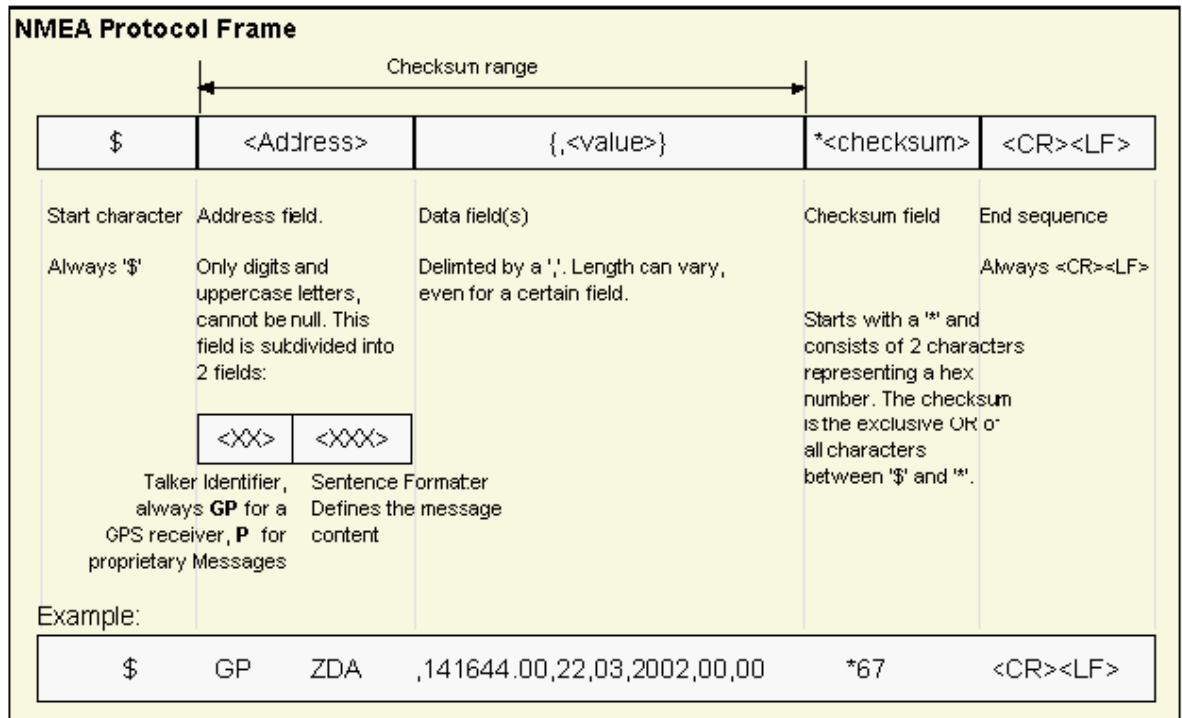 NMEA Protocol Frame
Checksum range
$ <Address> {,<value>} *<checksum> <CR><LF>
Start character
Always '$'
Address field.
Only digits and
uppercase letters,
cannot be null. This
field is subdivided into
2 fields:
<XX> <XXX>
Talker Identifier,
always GP for a
GPS receiver, P for
proprietary Messages
Sentence Formatter
Defines the message
content
Data field(s)
Delimted by a ','. Length can vary,
even for a certain field.
Checksum field
Starts with a '*' and
consists of 2 characters
representing a hex
number. The checksum
is the exclusive OR of
all characters
between '$' and '*'.
End sequence
Always <CR><LF>
Example:
$ GP ZDA ,141644.00,22,03,2002,00,00 *67 <CR><LF>